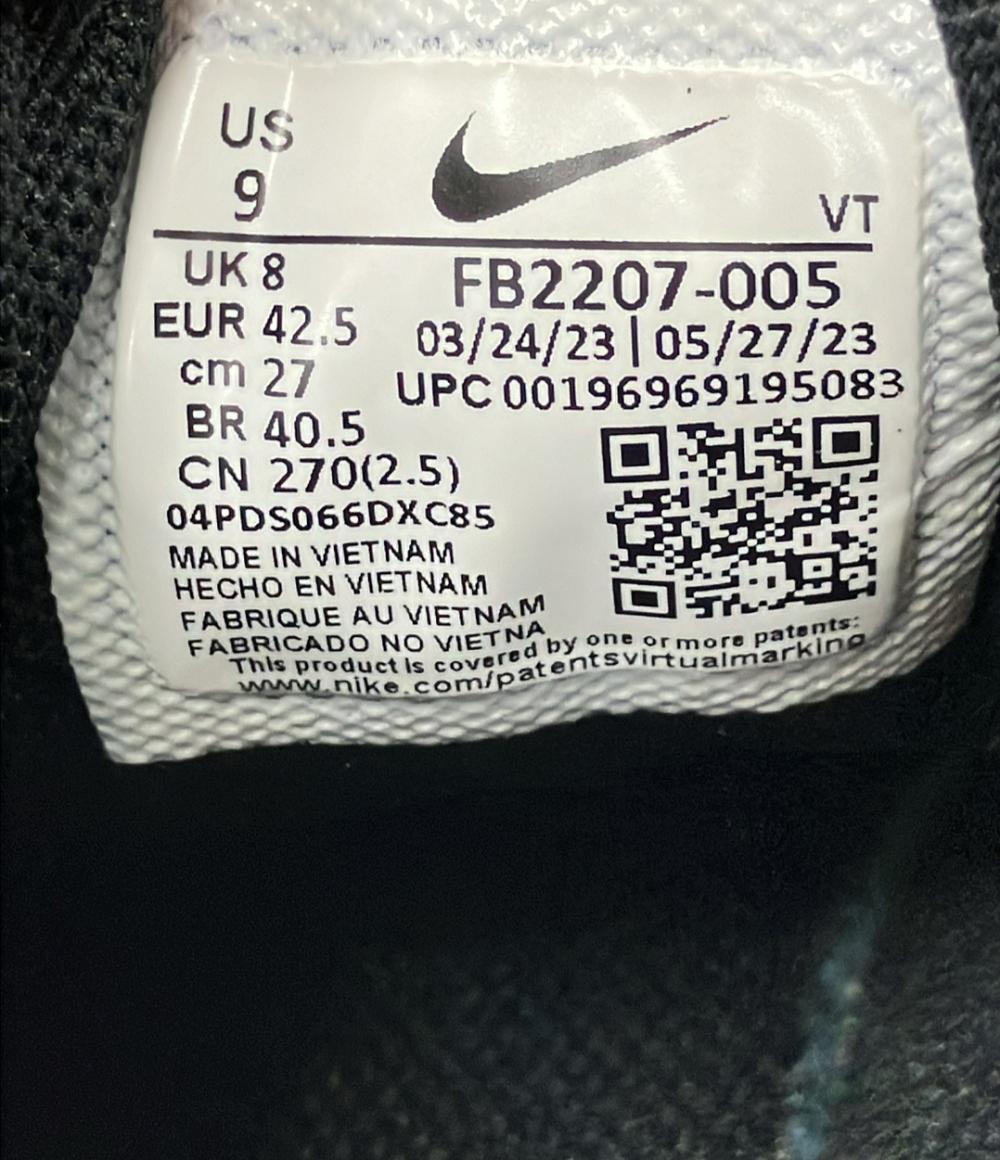 US
9
VT
UK 8
EUR 42.5
cm 27
BR 40.5
CN 270(2.5)
FB2207-005
03/24/23 | 05/27/23
UPC 00196969195083
04PDS066DXC85
MADE IN VIETNAM
HECHO EN VIETNAM
FABRIQUE AU VIETNAM
FABRICADO NO VIETNA
This product is covered by one or more patents:
www.nike.com/patentsvirtualmarking